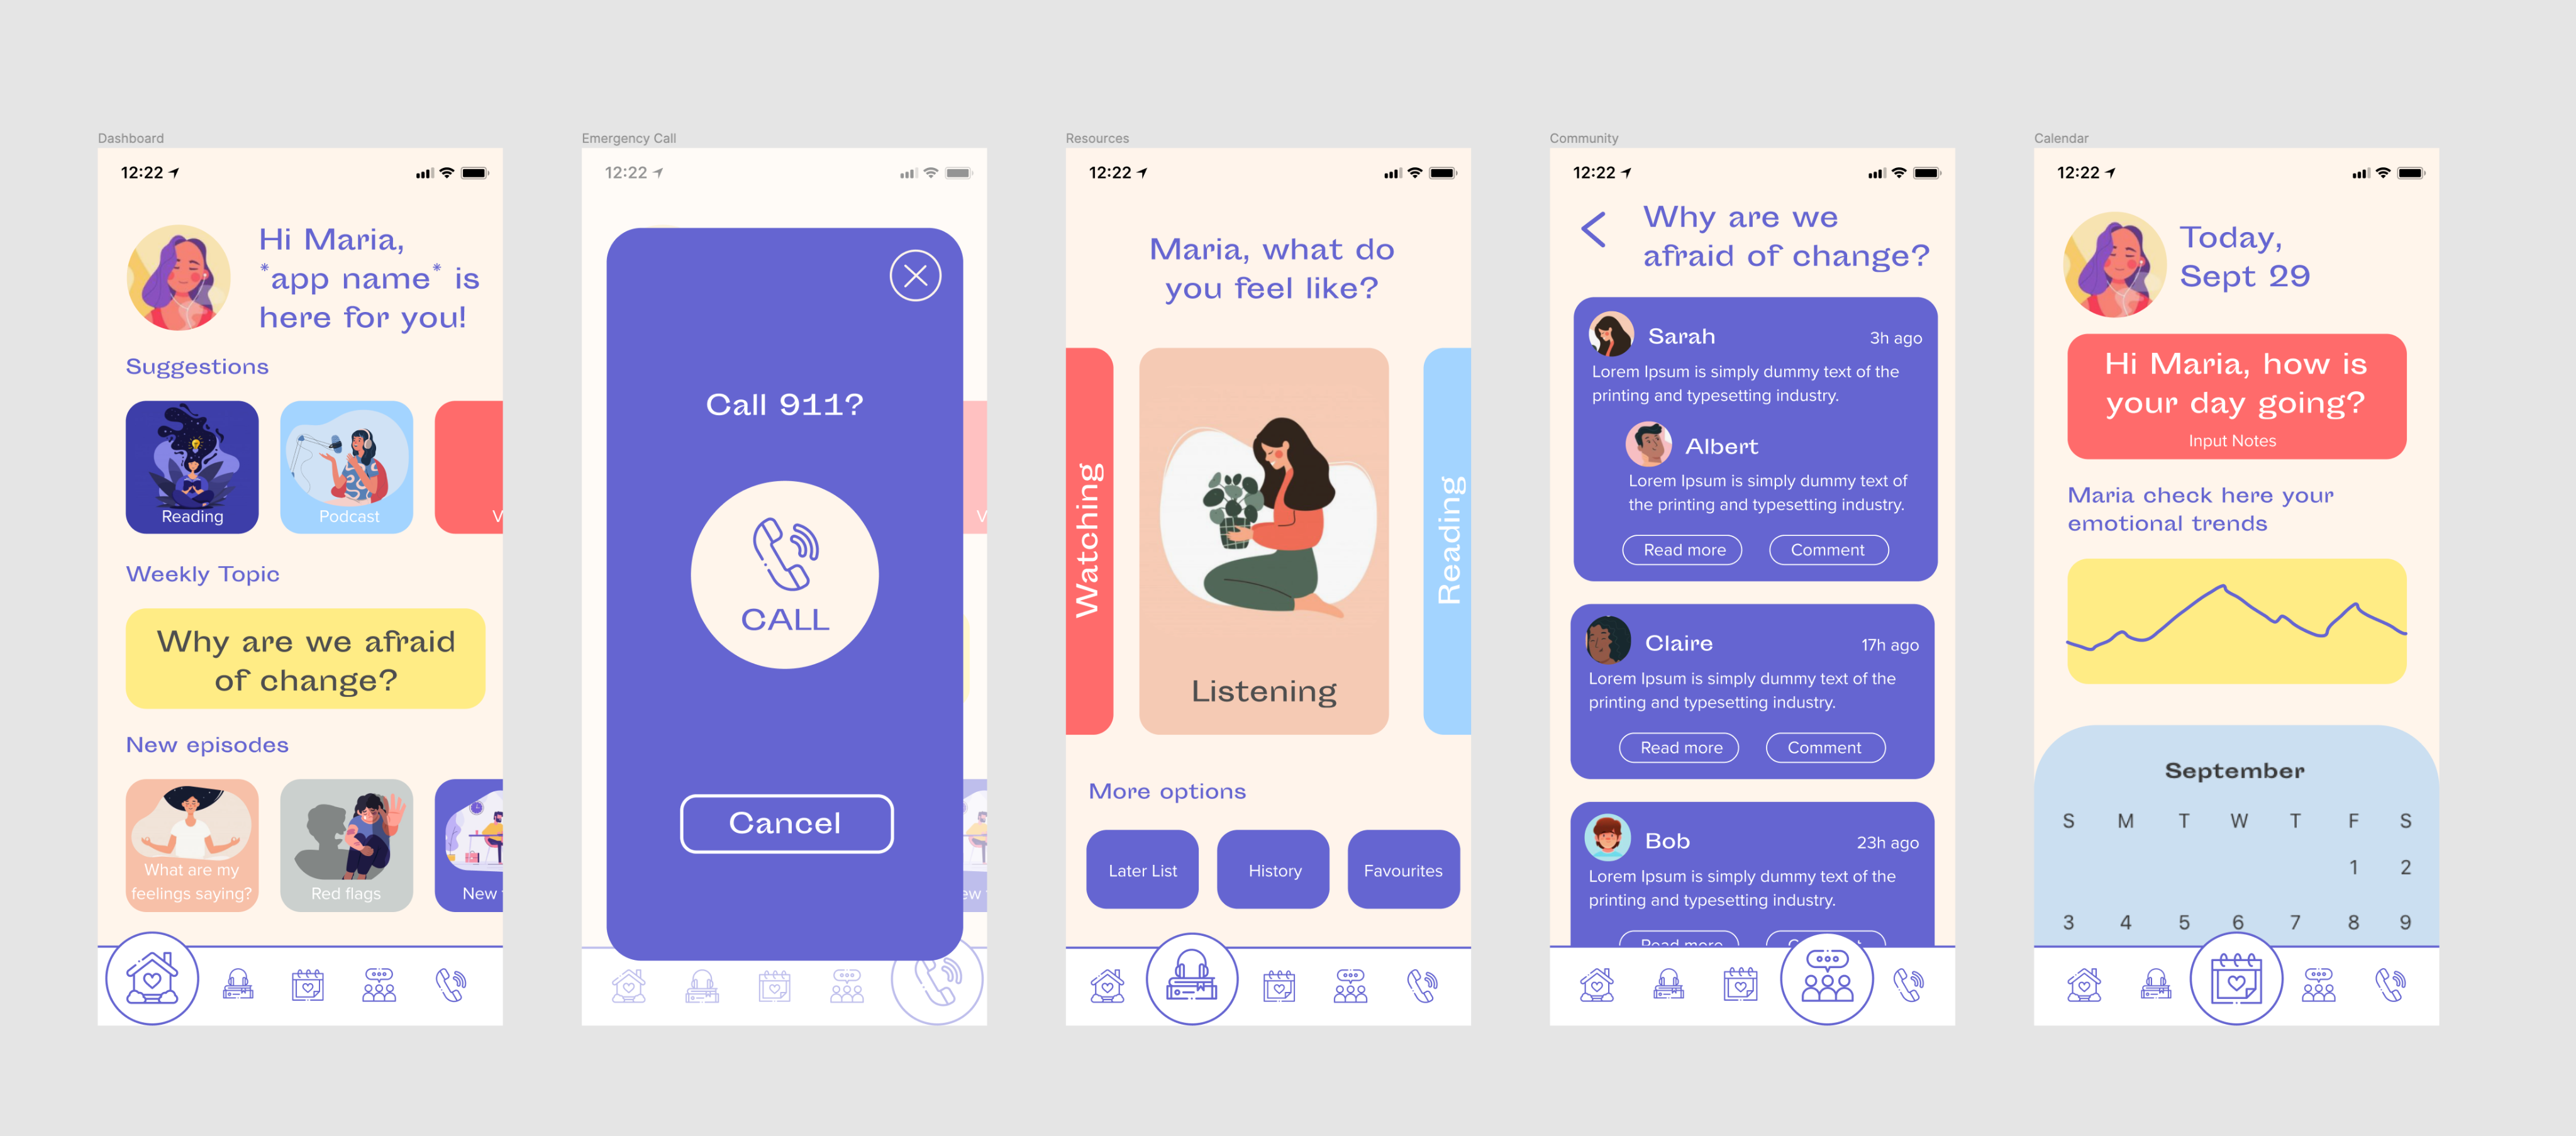 Dashboard
12:22
Hi Maria,
*app name* is
here for you!
Suggestions
Reading
Podcast
V
Weekly Topic
Why are we afraid
of change?
New episodes
What are my
feelings saying?
Red flags
New
Emergency Call
12:22
Call 911?
CALL
Cancel
V
ew
Resources
12:22
Maria, what do
you feel like?
Watching
Listening
Reading
More options
Later List
History
Favourites
Community
12:22
Why are we
afraid of change?
Sarah
3h ago
Lorem Ipsum is simply dummy text of the
printing and typesetting industry.
Albert
Lorem Ipsum is simply dummy text of
the printing and typesetting industry.
Read more
Comment
Claire
17h ago
Lorem Ipsum is simply dummy text of the
printing and typesetting industry.
Read more
Comment
Bob
23h ago
Lorem Ipsum is simply dummy text of the
printing and typesetting industry.
Read more
Calendar
12:22
Today,
Sept 29
Hi Maria, how is
your day going?
Input Notes
Maria check here your
emotional trends
September
S M T W T F S
1 2
3 4 5 6 7 8 9